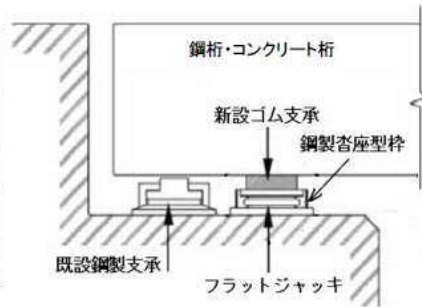 鋼桁・コンクリート桁
新設ゴム支承
鋼製沓座型枠
既設鋼製支承
フラットジャッキ